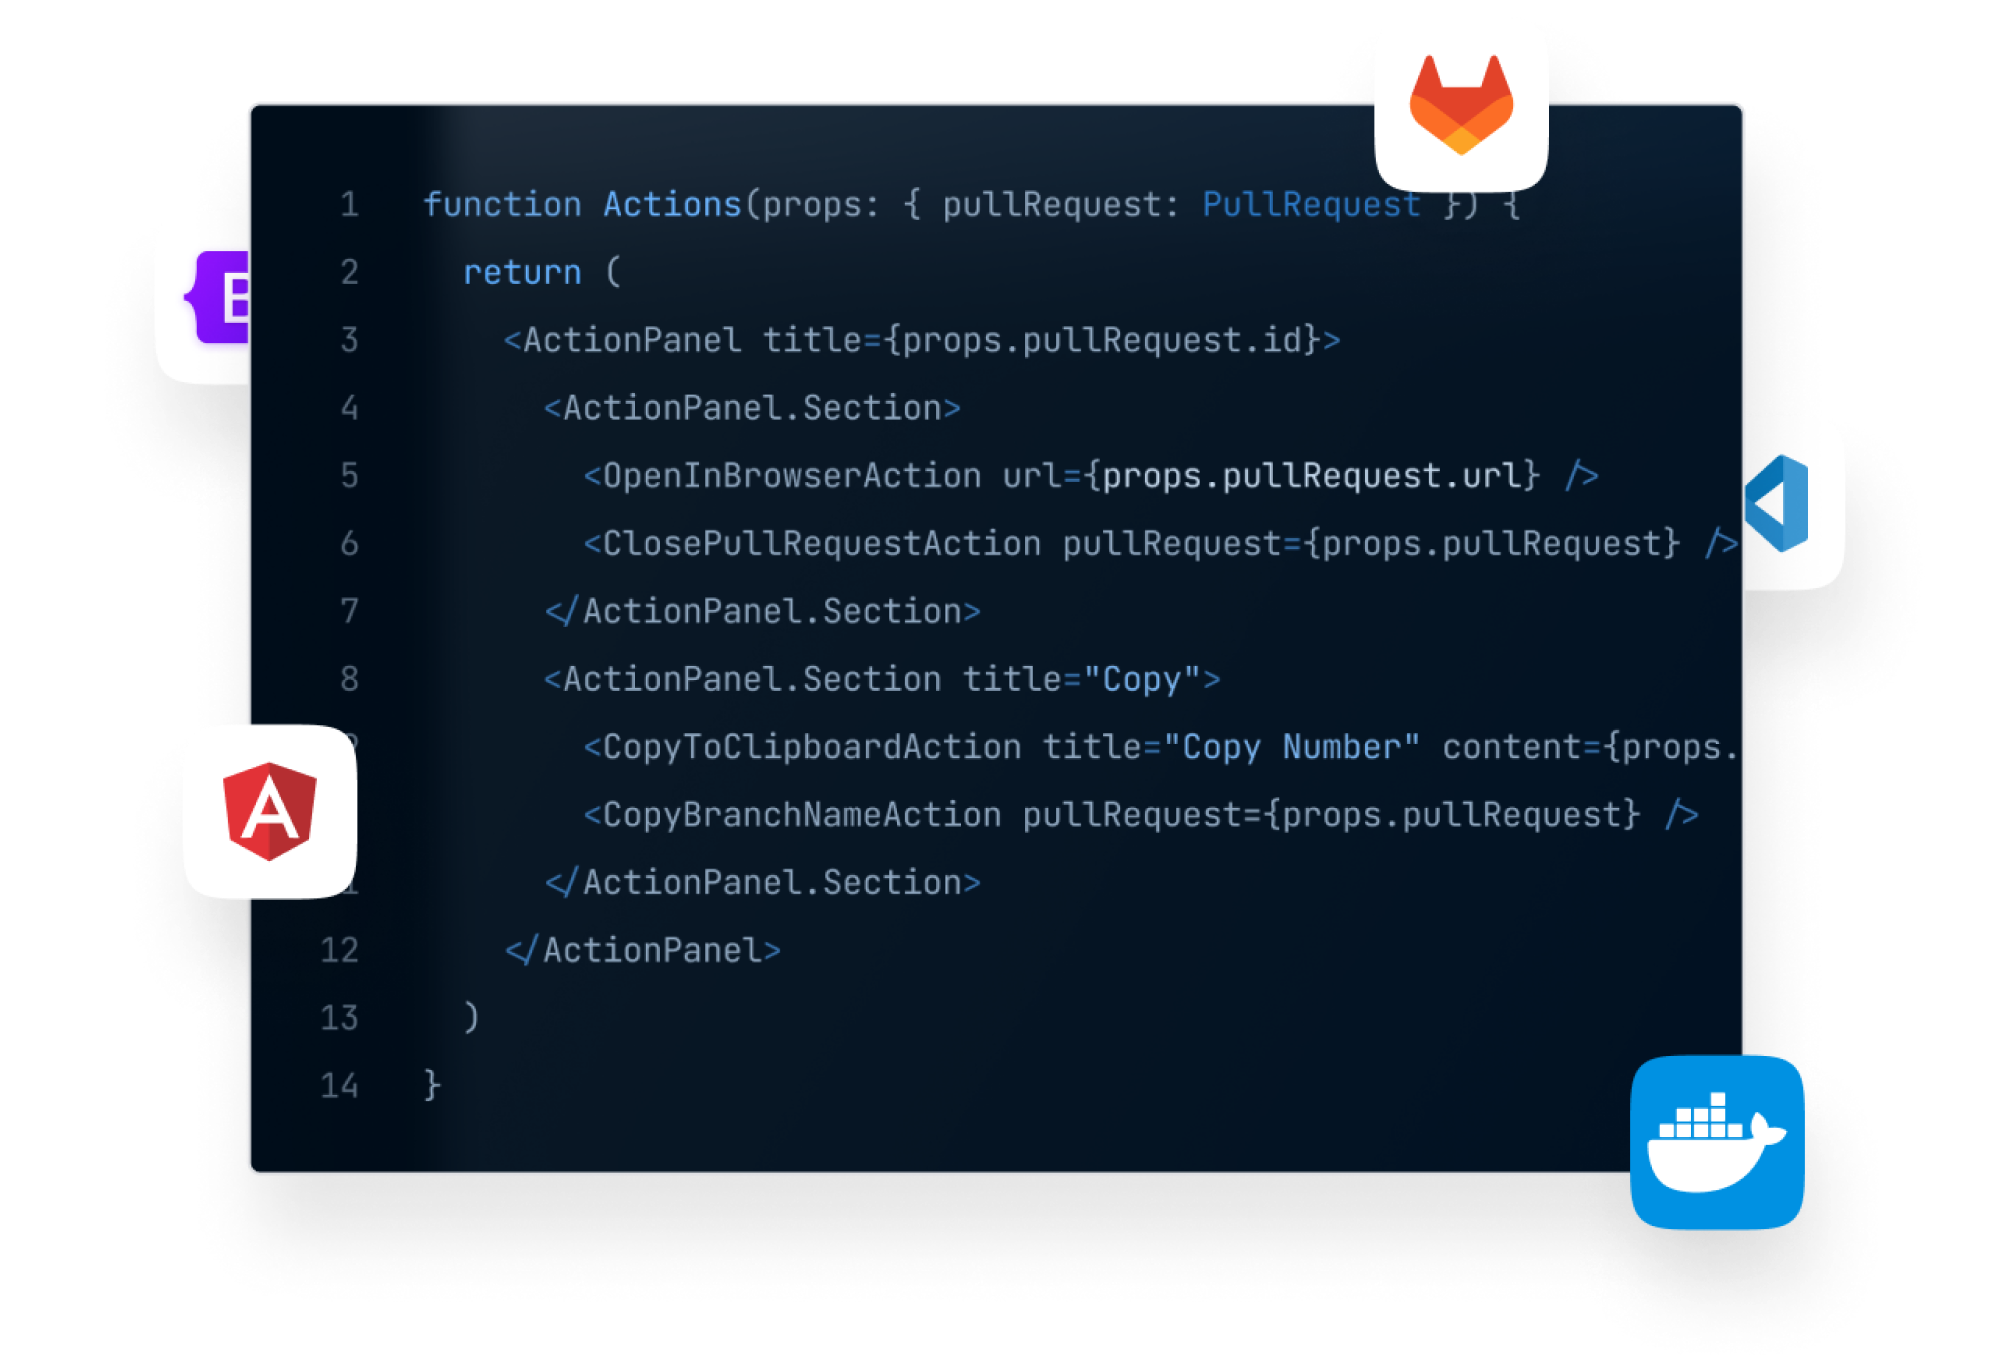 1 function Actions(props: { pullRequest: PullRequest }) {
2 return (
3 <ActionPanel title={props.pullRequest.id}>
4 <ActionPanel.Section>
5 <OpenInBrowserAction url={props.pullRequest.url} />
6 <ClosePullRequestAction pullRequest={props.pullRequest} />
7 </ActionPanel.Section>
8 <ActionPanel.Section title="Copy">
<CopyToClipboardAction title="Copy Number" content={props.
<CopyBranchNameAction pullRequest={props.pullRequest} />
</ActionPanel.Section>
12 </ActionPanel>
13 )
14 }